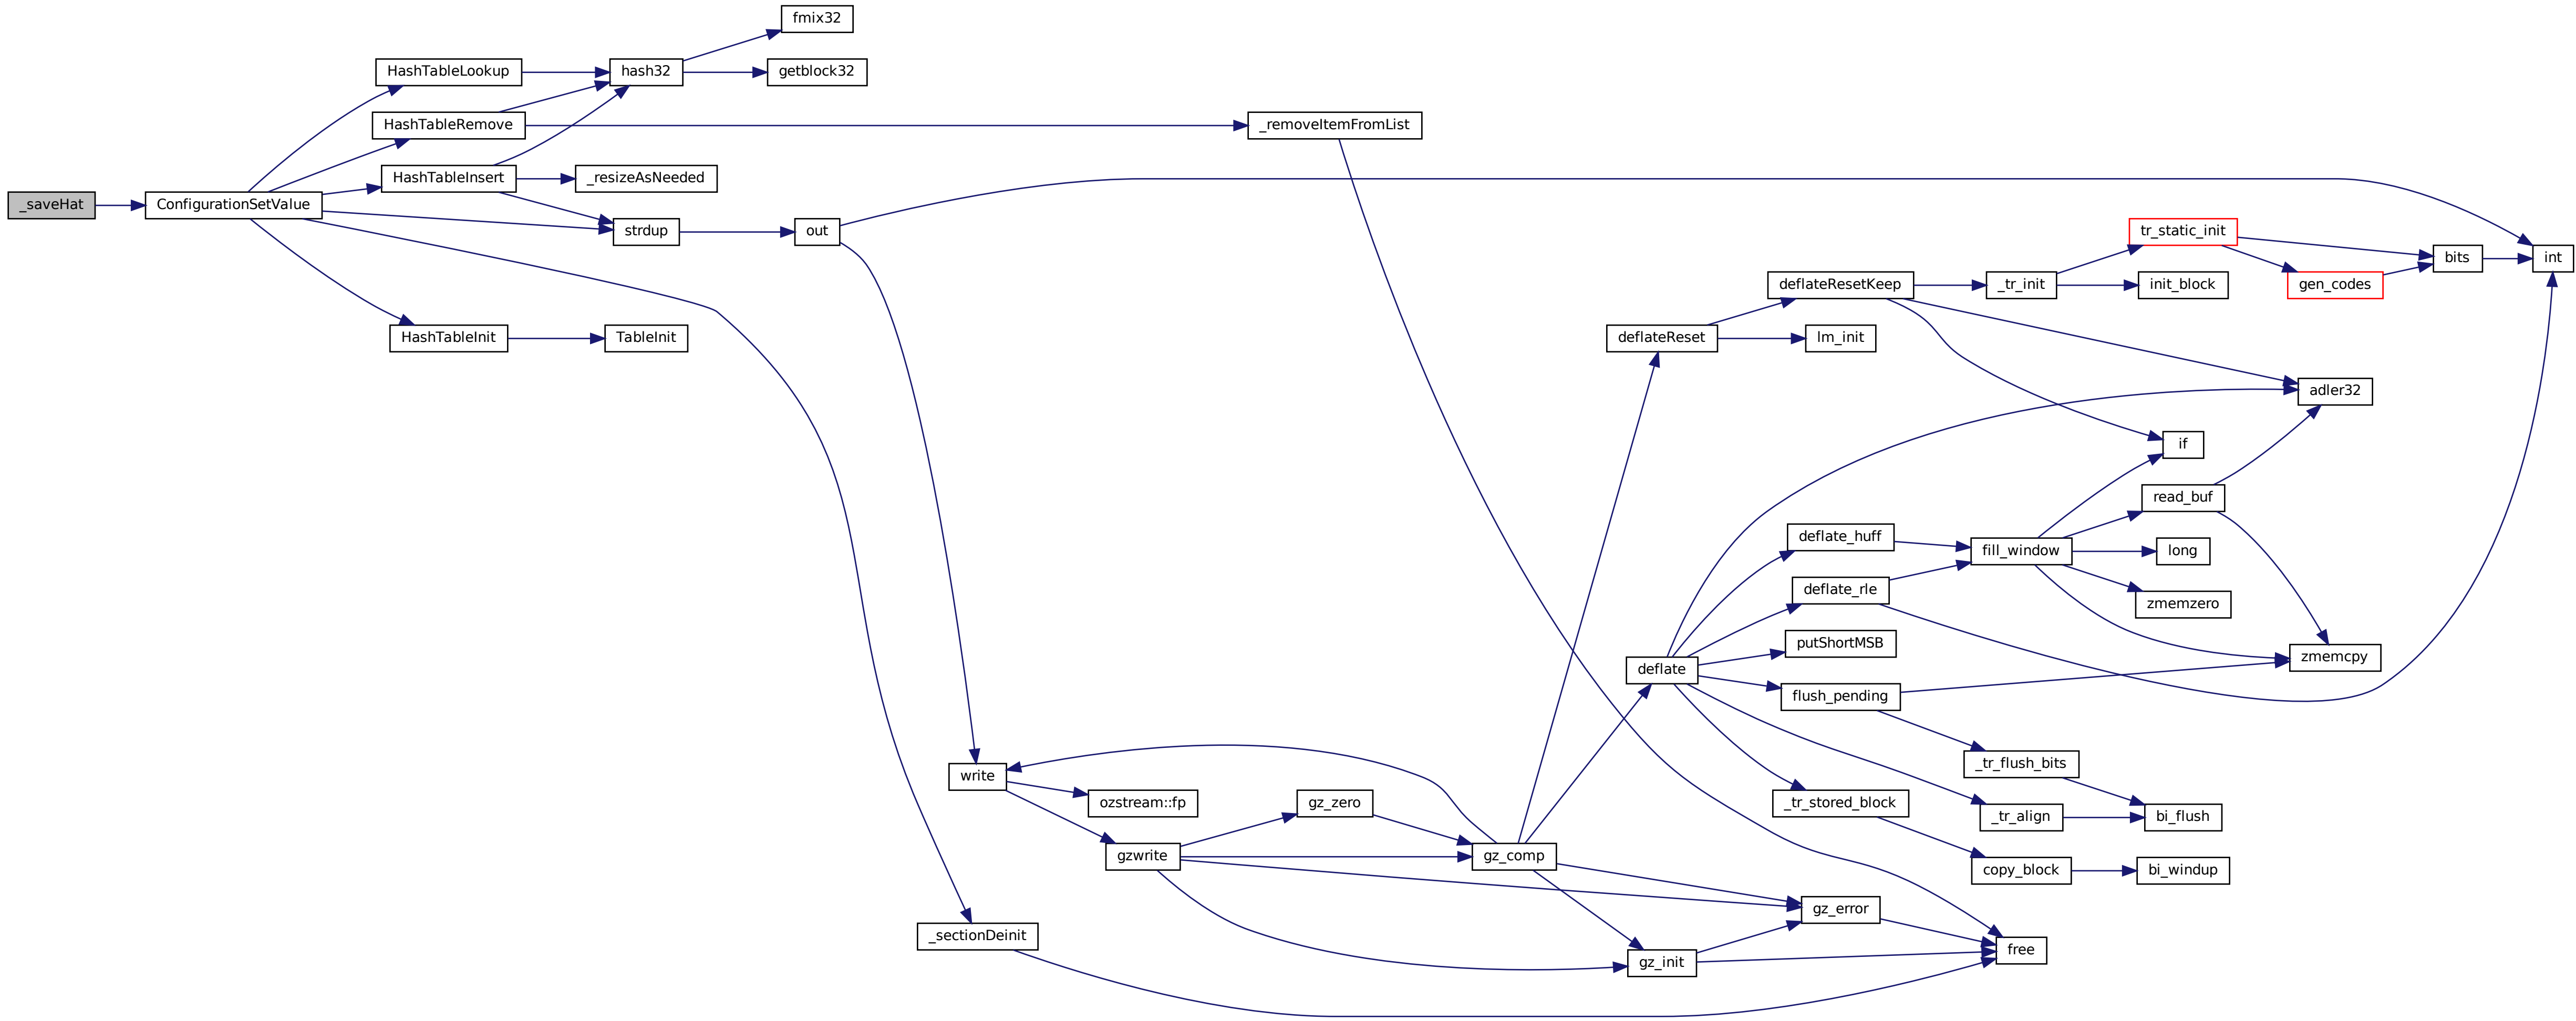 _saveHat
ConfigurationSetValue
HashTableLookup
HashTableRemove
HashTableInsert
HashTableInit
hash32
_resizeAsNeeded
strdup
TableInit
fmix32
getblock32
out
_sectionDeinit
write
ozstream::fp
gzwrite
_removeItemFromList
gz_zero
gz_comp
deflateReset
deflate
gz_init
deflateResetKeep
lm_init
deflate_huff
deflate_rle
putShortMSB
flush_pending
_tr_stored_block
gz_error
_tr_init
fill_window
_tr_flush_bits
_tr_align
copy_block
free
tr_static_init
init_block
if
read_buf
long
zmemzero
bi_flush
bi_windup
gen_codes
adler32
zmemcpy
bits
int